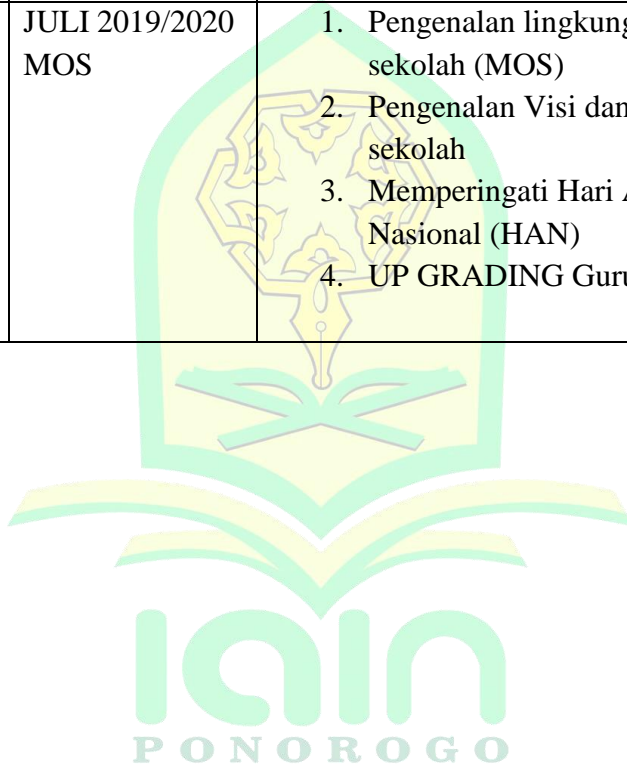 JULI 2019/2020
MOS
1. Pengenalan lingkung
sekolah (MOS)
2. Pengenalan Visi dan
sekolah
3. Memperingati Hari
Nasional (HAN)
4. UP GRADING Guru
iain
PONOROGO